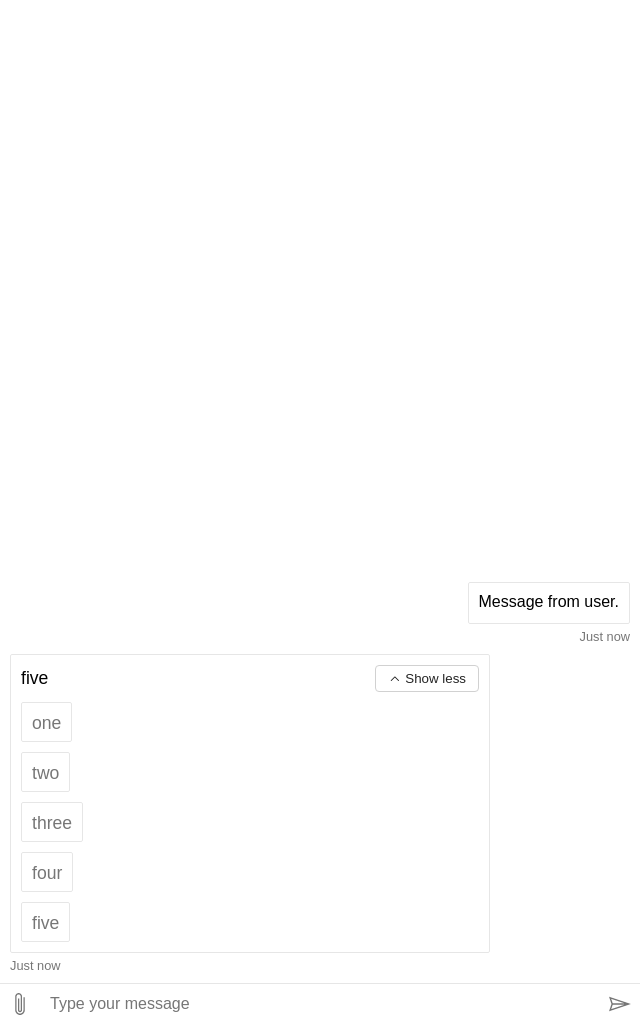 Message from user.
Just now
five
Show less
one
two
three
four
five
Just now
Type your message